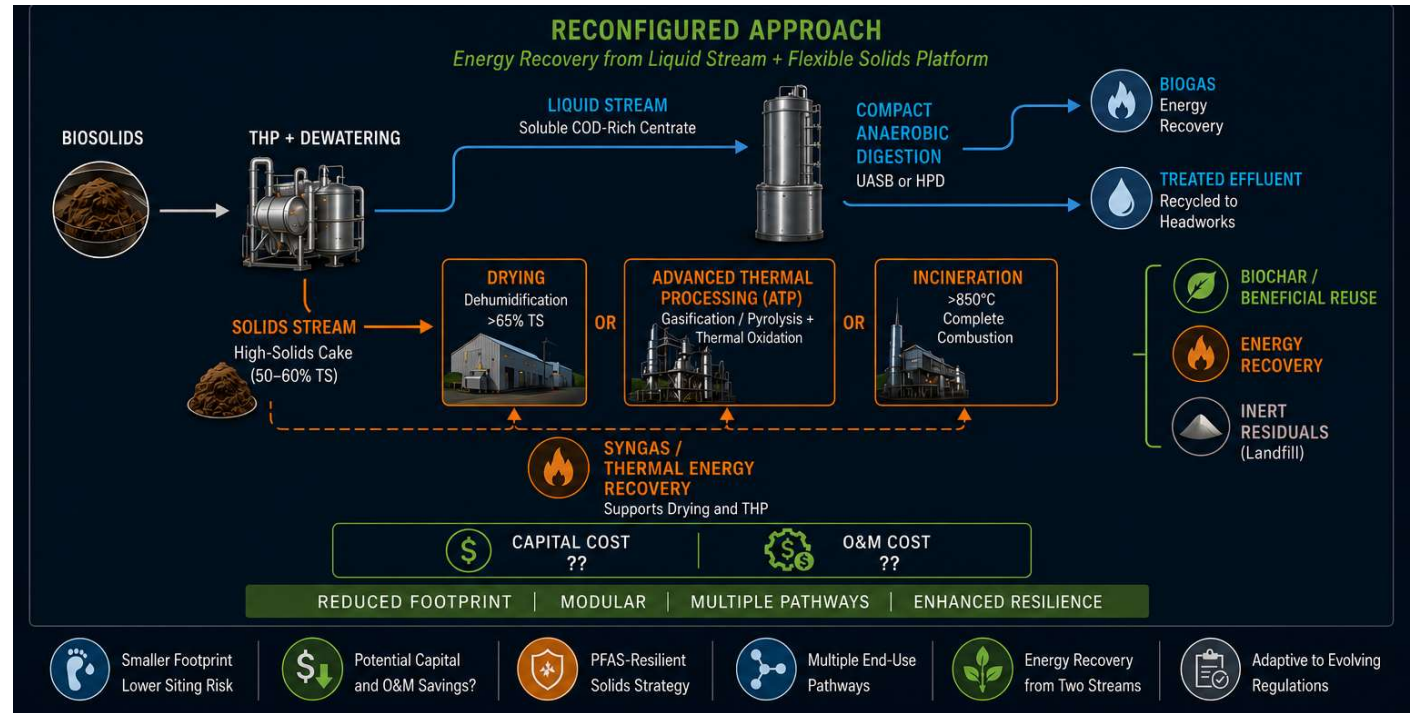 RECONFIGURED APPROACH
Energy Recovery from Liquid Stream + Flexible Solids Platform
BIOSOLIDS
THP + DEWATERING
LIQUID STREAM
Soluble COD-Rich Centrate
COMPACT
ANAEROBIC
DIGESTION
UASB or HPD
BIOGAS
Energy
Recovery
TREATED EFFLUENT
Recycled to
Headworks
SOLIDS STREAM
High-Solids Cake
(50–60% TS)
DRYING
Dehumidification
>65% TS
OR
ADVANCED THERMAL
PROCESSING (ATP)
Gasification / Pyrolysis +
Thermal Oxidation
OR
INCINERATION
>850°C
Complete
Combustion
BIOCHAR /
BENEFICIAL REUSE
ENERGY
RECOVERY
INERT
RESIDUALS
(Landfill)
SYNGAS /
THERMAL ENERGY
RECOVERY
Supports Drying and THP
$
CAPITAL COST
??
$
$
O&M COST
??
REDUCED FOOTPRINT | MODULAR | MULTIPLE PATHWAYS | ENHANCED RESILIENCE
Smaller Footprint
Lower Siting Risk
$
Potential Capital
and O&M Savings?
PFAS-Resilient
Solids Strategy
Multiple End-Use
Pathways
Energy Recovery
from Two Streams
Adaptive to Evolving
Regulations